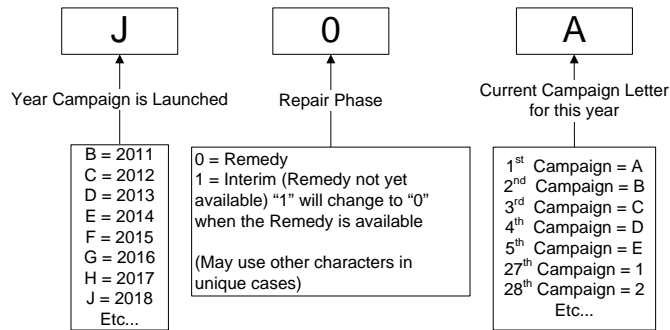 J
0
A
Year Campaign is Launched
Repair Phase
Current Campaign Letter
for this year
B = 2011
C = 2012
D = 2013
E = 2014
F = 2015
G = 2016
H = 2017
J = 2018
Etc...
0 = Remedy
1 = Interim (Remedy not yet
available) “1” will change to “0”
when the Remedy is available
(May use other characters in
unique cases)
1st Campaign = A
2nd Campaign = B
3rd Campaign = C
4th Campaign = D
5th Campaign = E
27th Campaign = 1
28th Campaign = 2
Etc...